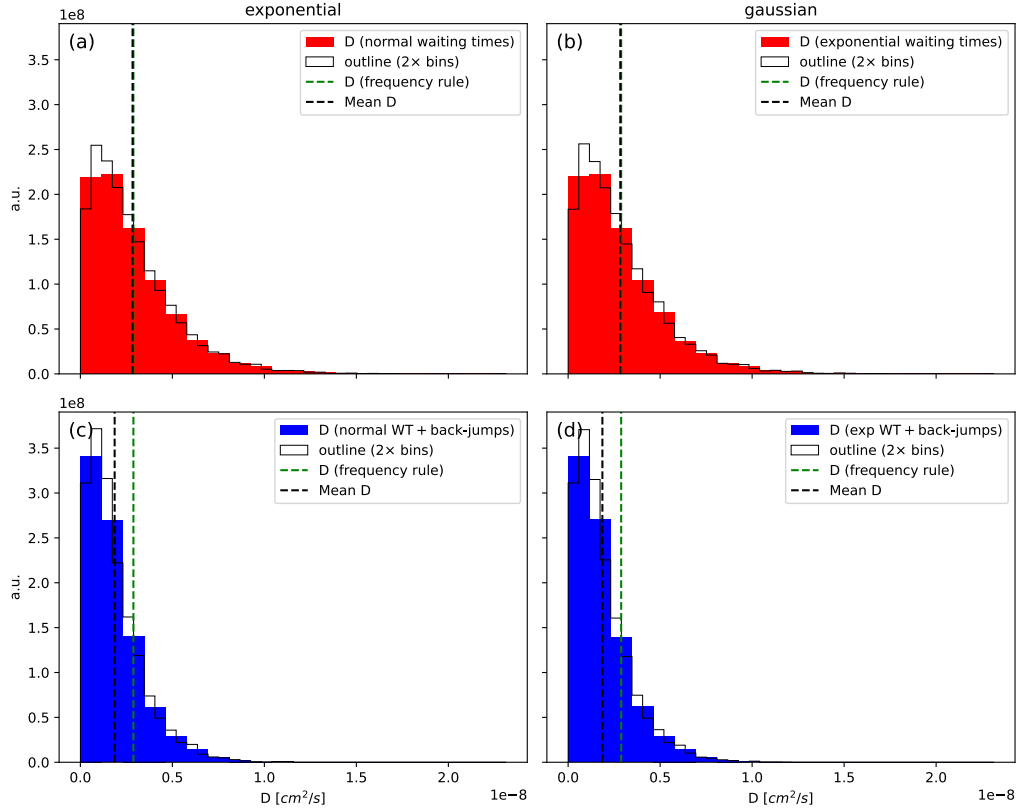 exponential
gaussian
1e8
(a)
D (normal waiting times)
outline (2× bins)
D (frequency rule)
Mean D
(b)
D (exponential waiting times)
outline (2× bins)
D (frequency rule)
Mean D
3.5
3.0
2.5
2.0
1.5
1.0
0.5
0.0
a.u.
1e8
(c)
D (normal WT + back-jumps)
outline (2× bins)
D (frequency rule)
Mean D
(d)
D (exp WT + back-jumps)
outline (2× bins)
D (frequency rule)
Mean D
3.5
3.0
2.5
2.0
1.5
1.0
0.5
0.0
a.u.
0.0 0.5 1.0 1.5 2.0
D [cm²/s]
1e−8
0.0 0.5 1.0 1.5 2.0
D [cm²/s]
1e−8